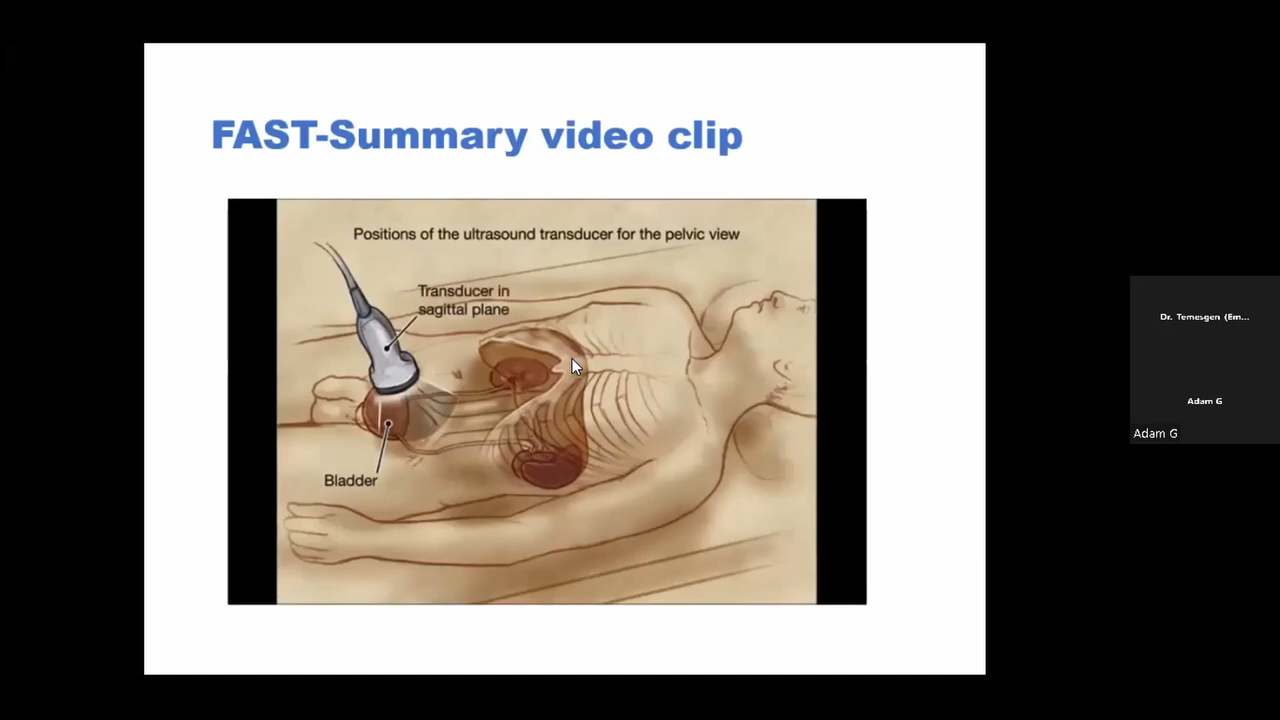 FAST-Summary video clip
Positions of the ultrasound transducer for the pelvic view
Transducer in
sagittal plane
Bladder
Dr. Temesgen (Em...
Adam G
Adam G